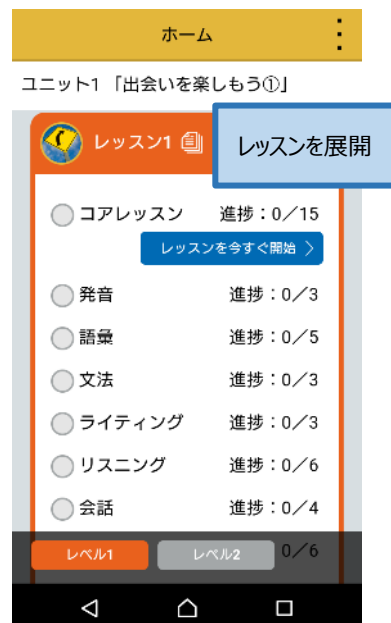 ホーム
ユニット1 「出会いを楽しもう①」
レッスン1
レッスンを展開
コアレッスン 進捗：0／15
レッスンを今すぐ開始 〉
発音 進捗：0／3
語彙 進捗：0／5
文法 進捗：0／3
ライティング 進捗：0／3
リスニング 進捗：0／6
会話 進捗：0／4
レベル1 レベル2 0／6